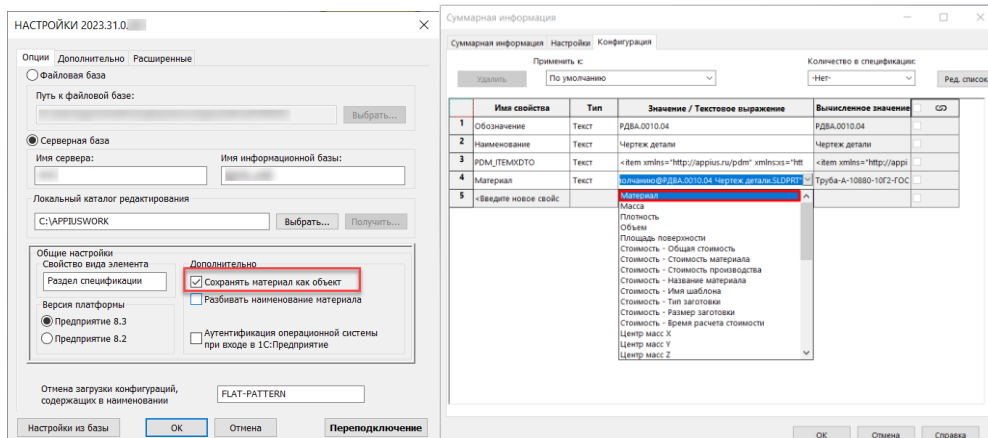 НАСТРОЙКИ 2023.31.0.
Опции Дополнительно Расширенные
Файловая база
Путь к файловой базе:
Выбрать...
Серверная база
Имя сервера: Имя информационной базы:
Локальный каталог редактирования
C:\APPIUSWORK Выбрать... Получить...
Общие настройки
Свойство вида элемента Дополнительно
Раздел спецификации Сохранять материал как объект
Разбивать наименование материала
Версия платформы
Предприятие 8.3
Предприятие 8.2
Аутентификация операционной системы
при входе в 1С:Предприятие
Отмена загрузки конфигураций,
содержащих в наименовании
FLAT-PATTERN
Настройки из базы ОК Отмена Переподключение
Суммарная информация
Суммарная информация Настройки Конфигурация
Применить к: Количество в спецификации:
Удалить По умолчанию -Нет- Ред. список
Имя свойства Тип Значение / Текстовое выражение Вычисленное значение
1 Обозначение Текст РДВА.0010.04 РДВА.0010.04
2 Наименование Текст Чертеж детали Чертеж детали
3 PDM_ITEMXDTO Текст <item xmlns="http://appius.ru/pdm" xmlns:xs="htt <item xmlns="http://appi
4 Материал Текст олчанию@РДВА.0010.04 Чертеж детали.SLDPRT" Труба-А-10880-10Г2-ГОС
5 <Введите новое свойс
Материал
Масса
Плотность
Объем
Площадь поверхности
Стоимость - Общая стоимость
Стоимость - Стоимость материала
Стоимость - Стоимость производства
Стоимость - Название материала
Стоимость - Имя шаблона
Стоимость - Тип заготовки
Стоимость - Размер заготовки
Стоимость - Время расчета стоимости
Центр масс X
Центр масс Y
Центр масс Z
ОК Отмена Справка